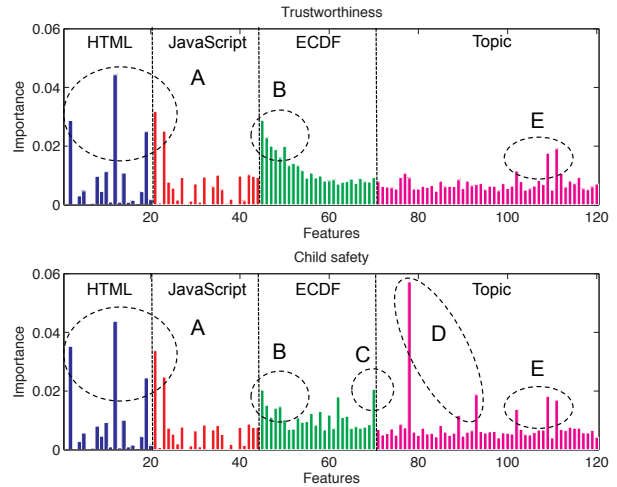 Trustworthiness
0.06
HTML JavaScript ECDF Topic
A B E
0.04
0.02
0
Importance
20 40 60 80 100 120
Features
Child safety
0.06
HTML JavaScript ECDF Topic
A B C D E
0.04
0.02
0
Importance
20 40 60 80 100 120
Features